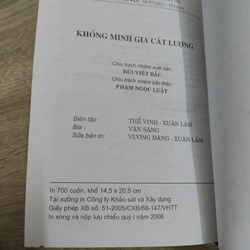 KHỔNG MINH GIA CÁT LƯỢNG
Chịu trách nhiệm xuất bản
BÙI VIỆT BẮC
Chịu trách nhiệm bản thảo
PHẠM NGỌC LUẬT
Biên tập : THẾ VINH - XUÂN LÂM
Bìa : VĂN SÁNG
Sửa bản in: VƯƠNG ĐĂNG - XUÂN LÂM
In 700 cuốn, khổ 14,5 x 20,5 cm
Tại xưởng in Công ty Khảo sát và Xây dựng
Giấy phép XB số: 51-2005/CXB/68-147/VHTT
In xong và nộp lưu chiểu quý I năm 2006